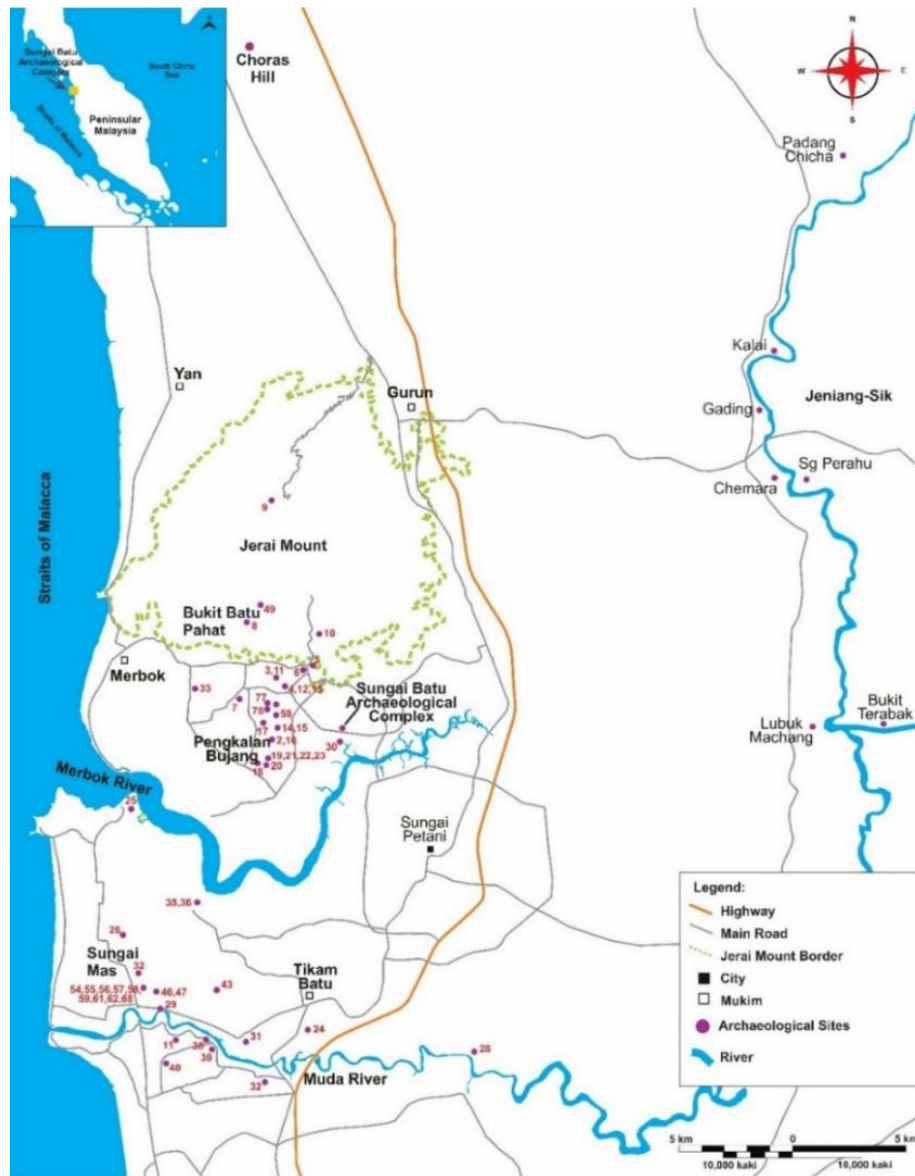 Sungai Batu
Archaeological
Complex
South China
Sea
Straits of Malacca
Peninsular
Malaysia
Choras
Hill
N
W
E
S
Padang
Chicha
Kalai
Yan
Gurun
Gading
Jeniang-Sik
Chemara
Sg Perahu
Straits of Malacca
9
Jerai Mount
49
Bukit Batu
Pahat
8
10
Merbok
3,11
6
33
7
77
78
58
Sungai Batu
Archaeological
Complex
17
14,15
2,16
Pengkalan
Bujang
30
19,21,22,23
18
20
Lubuk
Machang
Bukit
Terabak
Merbok River
25
Sungai
Petani
35,36
26
Sungai
Mas
32
54,55,56,57,58,
59,61,62,68
46,47
43
29
Tikam
Batu
24
31
11
38
39
40
32
28
Muda River
Legend:
Highway
Main Road
Jerai Mount Border
City
Mukim
Archaeological Sites
River
5 km
0
5 km
10,000 kaki
10,000 kaki